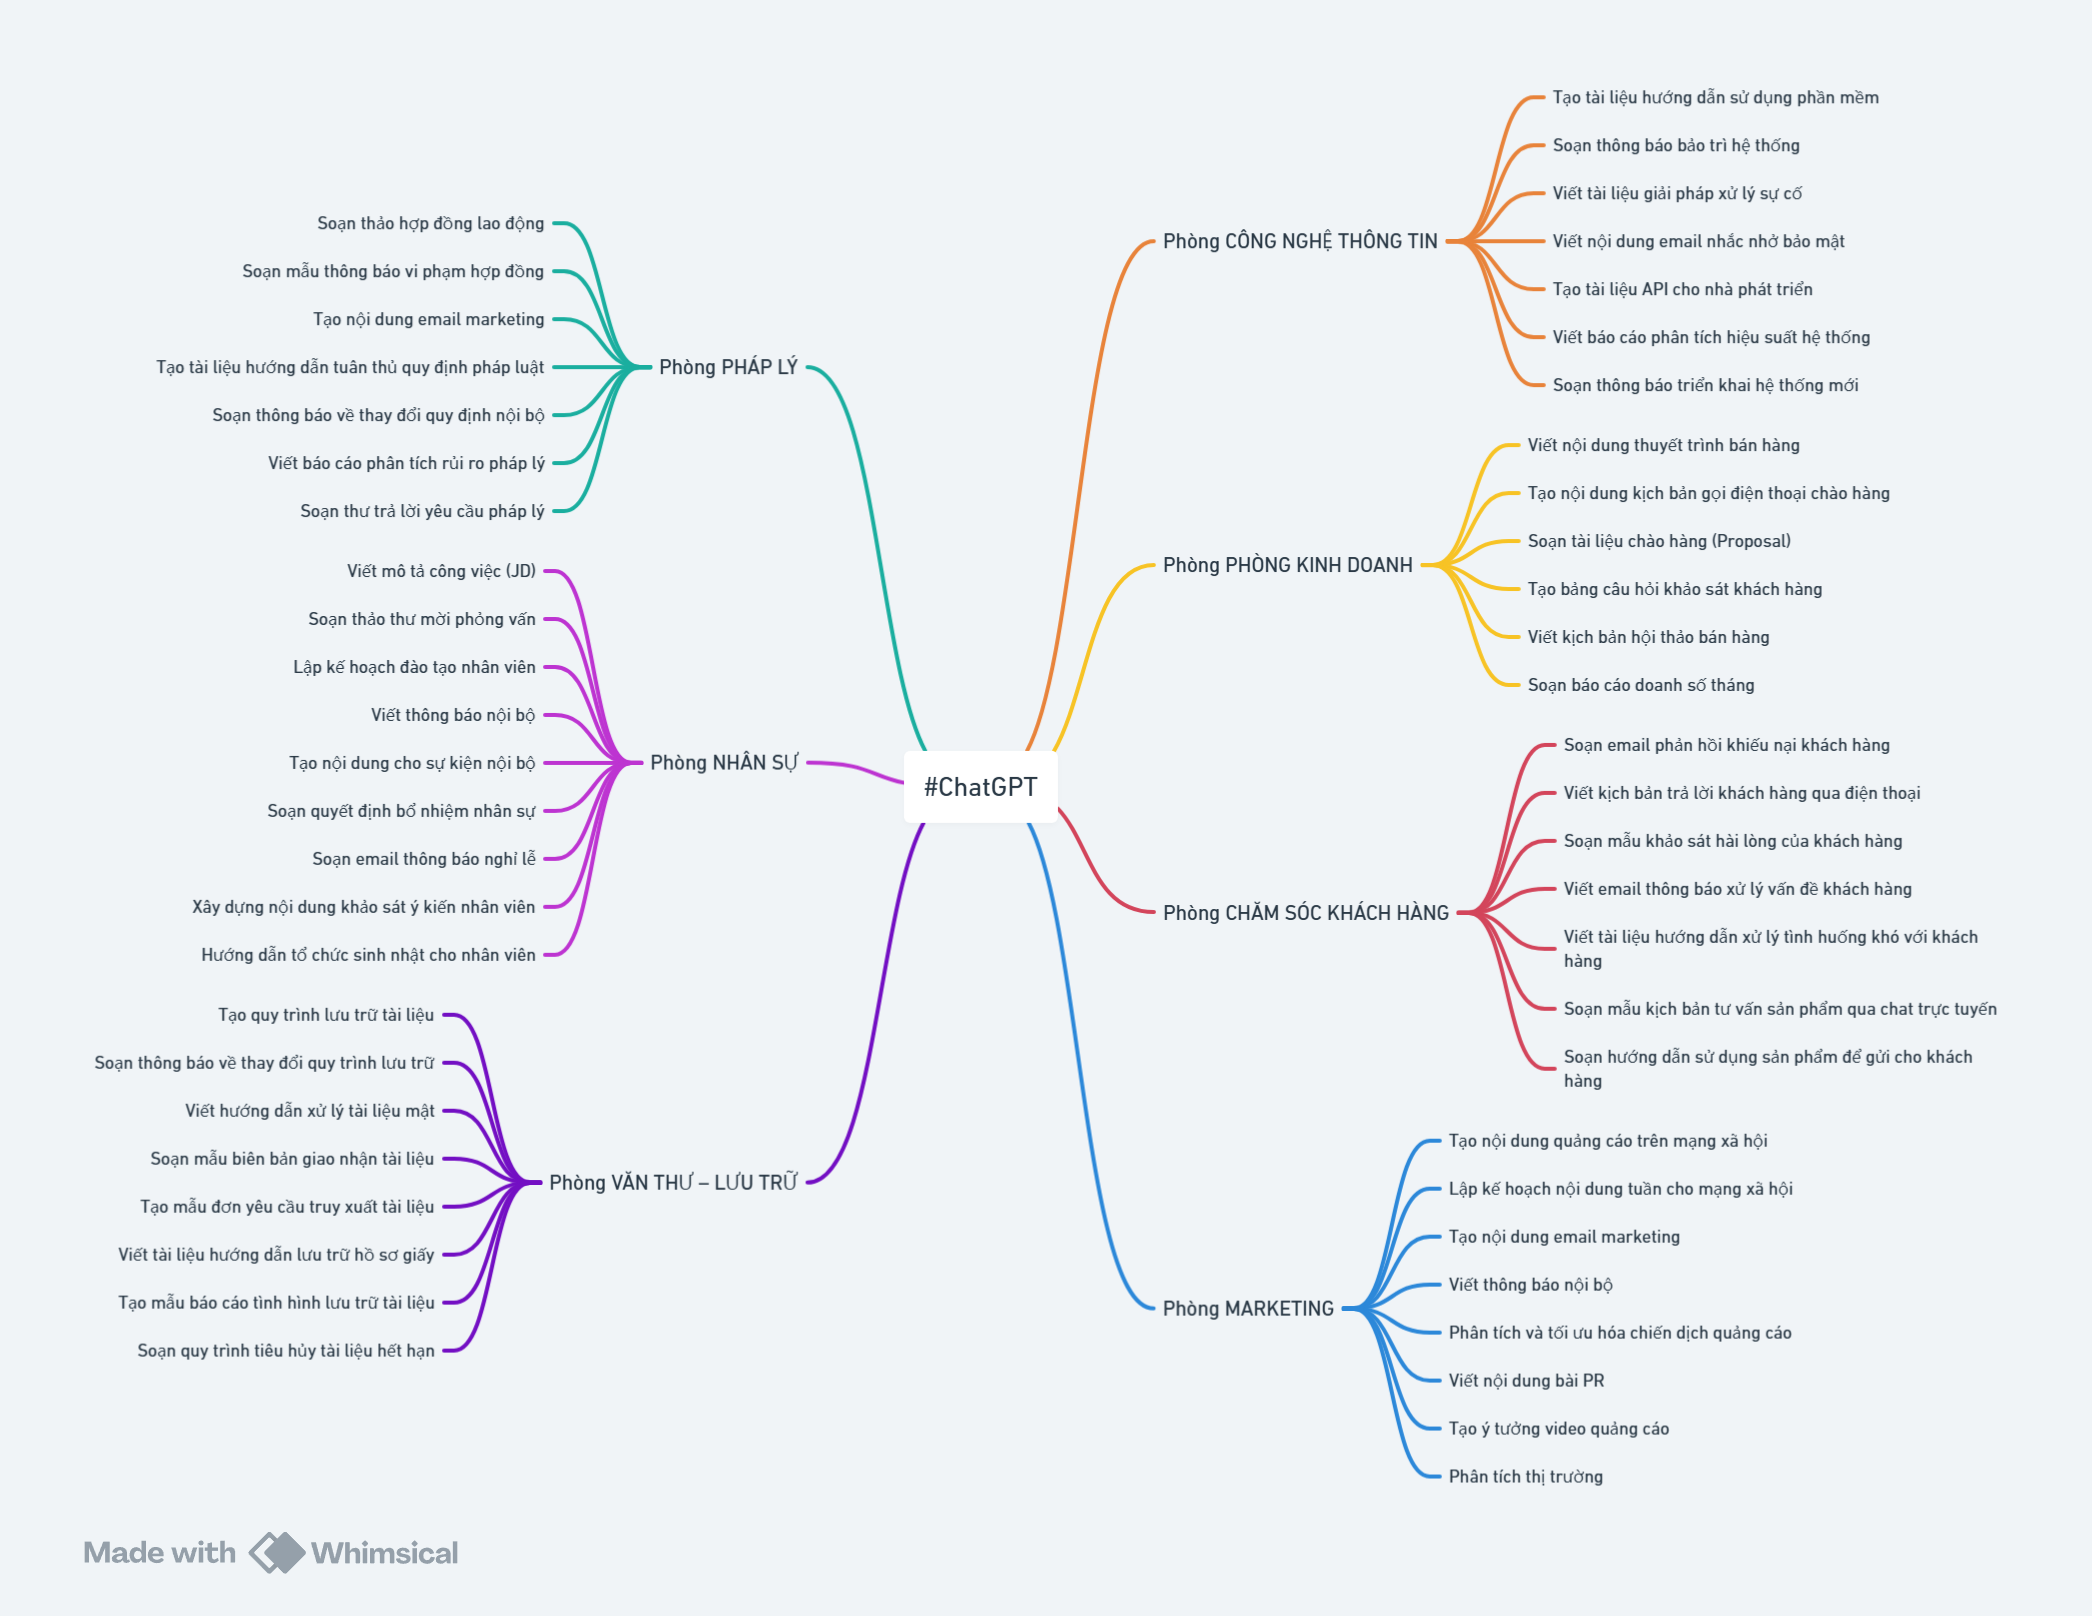 #ChatGPT
Phòng CÔNG NGHỆ THÔNG TIN
Tạo tài liệu hướng dẫn sử dụng phần mềm
Soạn thông báo bảo trì hệ thống
Viết tài liệu giải pháp xử lý sự cố
Viết nội dung email nhắc nhở bảo mật
Tạo tài liệu API cho nhà phát triển
Viết báo cáo phân tích hiệu suất hệ thống
Soạn thông báo triển khai hệ thống mới
Phòng PHÒNG KINH DOANH
Viết nội dung thuyết trình bán hàng
Tạo nội dung kịch bản gọi điện thoại chào hàng
Soạn tài liệu chào hàng (Proposal)
Tạo bảng câu hỏi khảo sát khách hàng
Viết kịch bản hội thảo bán hàng
Soạn báo cáo doanh số tháng
Phòng CHĂM SÓC KHÁCH HÀNG
Soạn email phản hồi khiếu nại khách hàng
Viết kịch bản trả lời khách hàng qua điện thoại
Soạn mẫu khảo sát hài lòng của khách hàng
Viết email thông báo xử lý vấn đề khách hàng
Viết tài liệu hướng dẫn xử lý tình huống khó với khách
hàng
Soạn mẫu kịch bản tư vấn sản phẩm qua chat trực tuyến
Soạn hướng dẫn sử dụng sản phẩm để gửi cho khách
hàng
Phòng MARKETING
Tạo nội dung quảng cáo trên mạng xã hội
Lập kế hoạch nội dung tuần cho mạng xã hội
Tạo nội dung email marketing
Viết thông báo nội bộ
Phân tích và tối ưu hóa chiến dịch quảng cáo
Viết nội dung bài PR
Tạo ý tưởng video quảng cáo
Phân tích thị trường
Phòng PHÁP LÝ
Soạn thảo hợp đồng lao động
Soạn mẫu thông báo vi phạm hợp đồng
Tạo nội dung email marketing
Tạo tài liệu hướng dẫn tuân thủ quy định pháp luật
Soạn thông báo về thay đổi quy định nội bộ
Viết báo cáo phân tích rủi ro pháp lý
Soạn thư trả lời yêu cầu pháp lý
Phòng NHÂN SỰ
Viết mô tả công việc (JD)
Soạn thảo thư mời phỏng vấn
Lập kế hoạch đào tạo nhân viên
Viết thông báo nội bộ
Tạo nội dung cho sự kiện nội bộ
Soạn quyết định bổ nhiệm nhân sự
Soạn email thông báo nghỉ lễ
Xây dựng nội dung khảo sát ý kiến nhân viên
Hướng dẫn tổ chức sinh nhật cho nhân viên
Phòng VĂN THƯ – LƯU TRỮ
Tạo quy trình lưu trữ tài liệu
Soạn thông báo về thay đổi quy trình lưu trữ
Viết hướng dẫn xử lý tài liệu mật
Soạn mẫu biên bản giao nhận tài liệu
Tạo mẫu đơn yêu cầu truy xuất tài liệu
Viết tài liệu hướng dẫn lưu trữ hồ sơ giấy
Tạo mẫu báo cáo tình hình lưu trữ tài liệu
Soạn quy trình tiêu hủy tài liệu hết hạn
Made with Whimsical